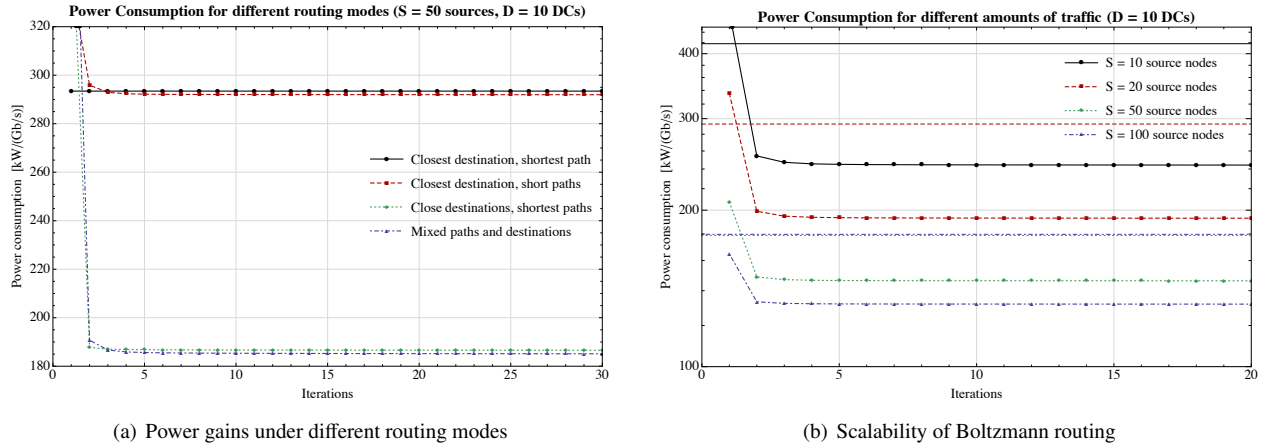 Power Consumption for different routing modes (S = 50 sources, D = 10 DCs)
320
300
280
260
240
220
200
180
0
5
10
15
20
25
30
Power consumption [kW/(Gb/s)]
Iterations
Closest destination, shortest path
Closest destination, short paths
Close destinations, shortest paths
Mixed paths and destinations
(a) Power gains under different routing modes
Power Consumption for different amounts of traffic (D = 10 DCs)
400
300
200
100
0
5
10
15
20
Power consumption [kW/(Gb/s)]
Iterations
S = 10 source nodes
S = 20 source nodes
S = 50 source nodes
S = 100 source nodes
(b) Scalability of Boltzmann routing